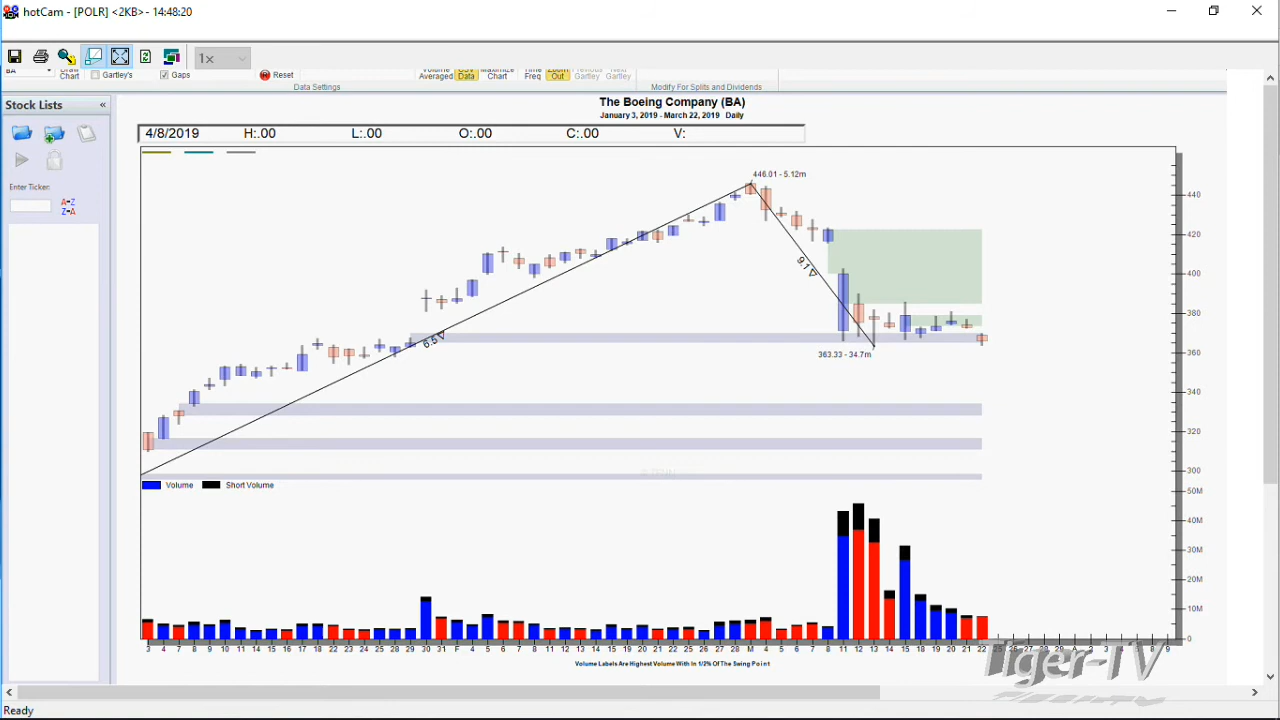 hotCam - [POLR] <2KB> - 14:48:20
1x
BA
Chart
Gartley's
Gaps
Reset
Averaged
Data
Chart
Freq
Out
Gartley Gartley
Data Settings
Modify For Splits and Dividends
Stock Lists «
Enter Ticker:
A-Z
Z-A
The Boeing Company (BA)
January 3, 2019 - March 22, 2019 Daily
4/8/2019 H:.00 L:.00 O:.00 C:.00 V:
446.01 - 5.12m
9.1
6.5
363.33 - 34.7m
440
420
400
380
360
340
320
300
Volume Short Volume
50M
40M
30M
20M
10M
0
3 4 7 8 9 10 11 14 15 16 17 18 22 23 24 25 28 29 30 31 F 4 5 6 7 8 11 12 13 14 15 19 20 21 22 25 26 27 28 M 4 5 6 7 8 11 12 13 14 15 18 19 20 21 22
Volume Labels Are Highest Volume With In 1/2% Of The Swing Point
Tiger-TV
Ready